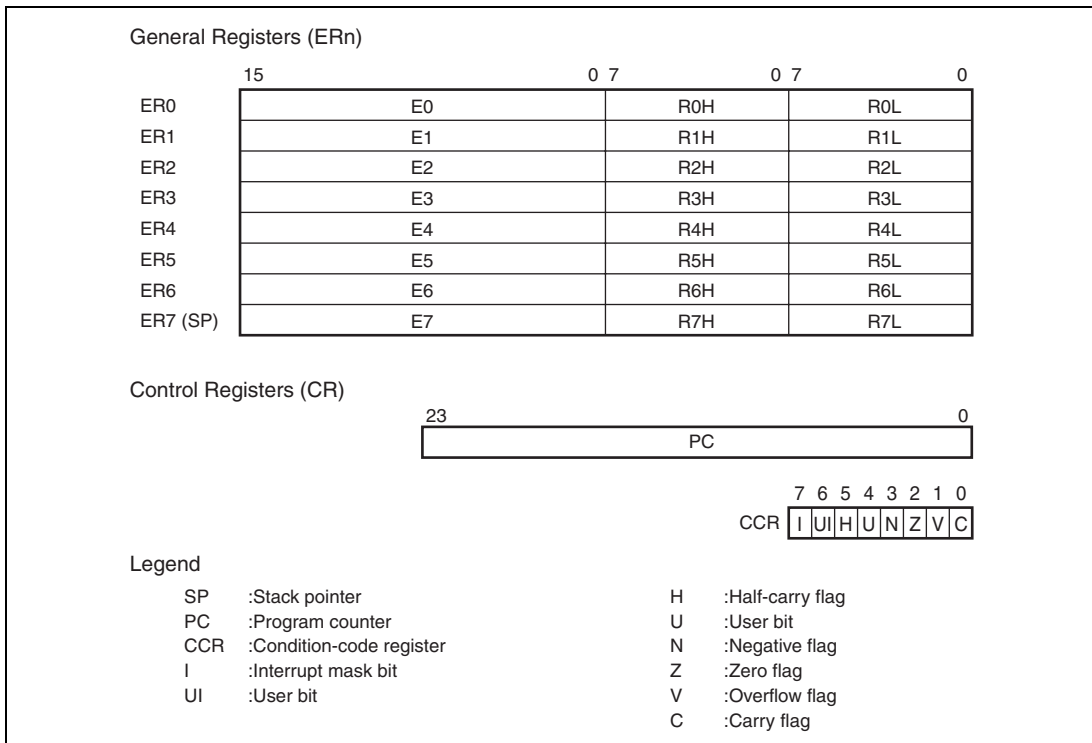 General Registers (ERn)
15 0 7 0 7 0
ER0 E0 R0H R0L
ER1 E1 R1H R1L
ER2 E2 R2H R2L
ER3 E3 R3H R3L
ER4 E4 R4H R4L
ER5 E5 R5H R5L
ER6 E6 R6H R6L
ER7 (SP) E7 R7H R7L
Control Registers (CR)
23 0
PC
7 6 5 4 3 2 1 0
CCR I UI H U N Z V C
Legend
SP :Stack pointer
PC :Program counter
CCR :Condition-code register
I :Interrupt mask bit
UI :User bit
H :Half-carry flag
U :User bit
N :Negative flag
Z :Zero flag
V :Overflow flag
C :Carry flag